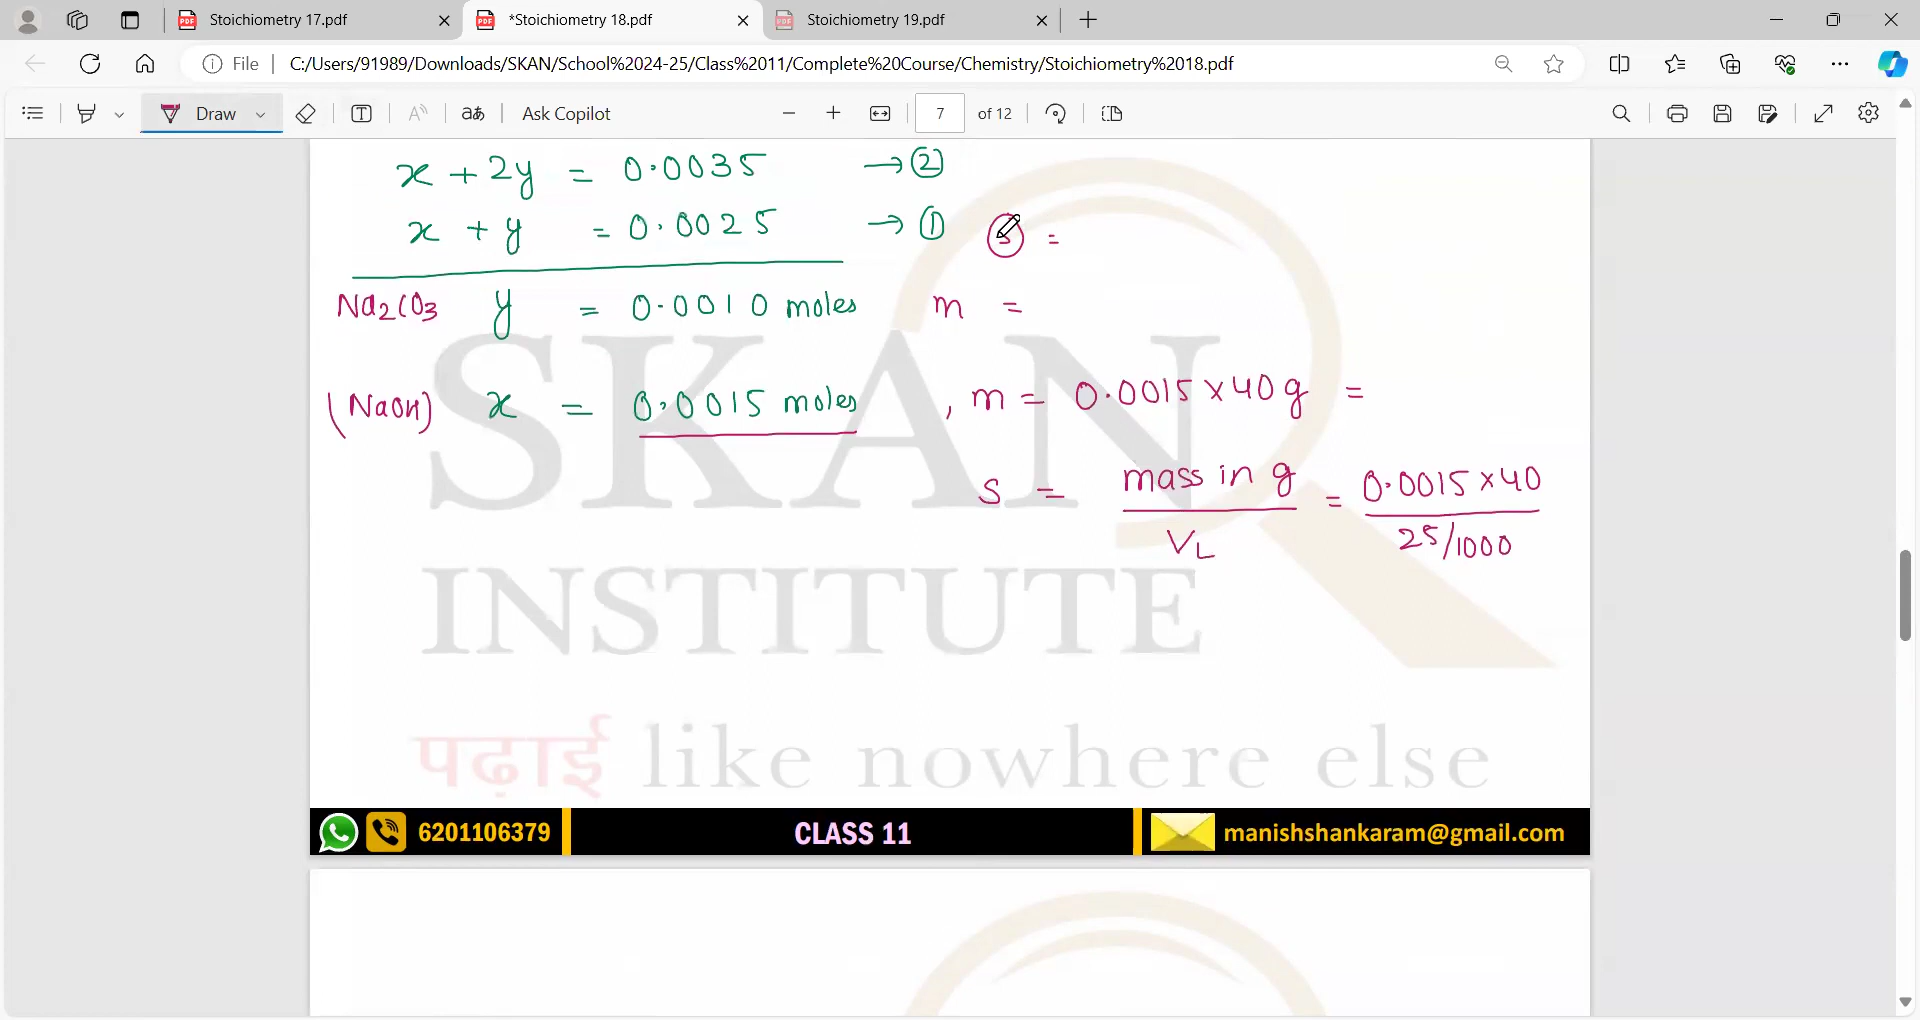 Stoichiometry 17.pdf
*Stoichiometry 18.pdf
Stoichiometry 19.pdf
File
C:/Users/91989/Downloads/SKAN/School%2024-25/Class%2011/Complete%20Course/Chemistry/Stoichiometry%2018.pdf
Draw
Ask Copilot
7 of 12
x + 2y = 0.0035 → ②
x + y = 0.0025 → ①
=
Na2CO3 y = 0.0010 moles m =
(NaOH) x = 0.0015 moles , m = 0.0015 × 40 g =
s = mass in g / VL = 0.0015 × 40 / 25/1000
SKAN
INSTITUTE
पढ़ाई like nowhere else
6201106379 CLASS 11 manishshankaram@gmail.com